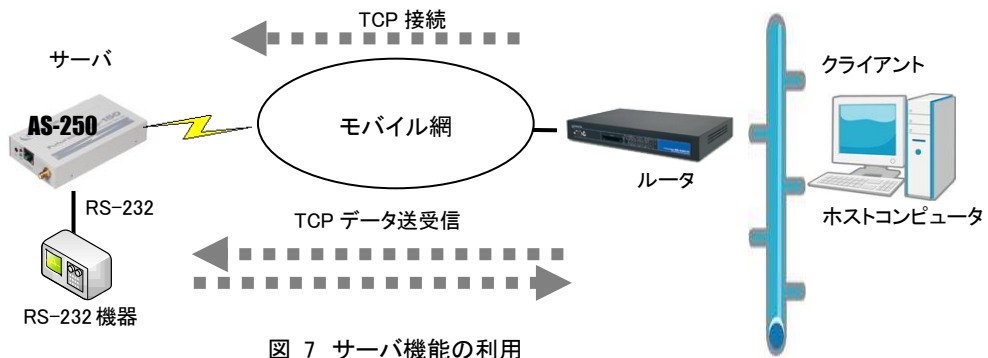 TCP 接続
サーバ
クライアント
AS-250
モバイル網
ルータ
ホストコンピュータ
RS-232
TCP データ送受信
RS-232 機器
図 7 サーバ機能の利用